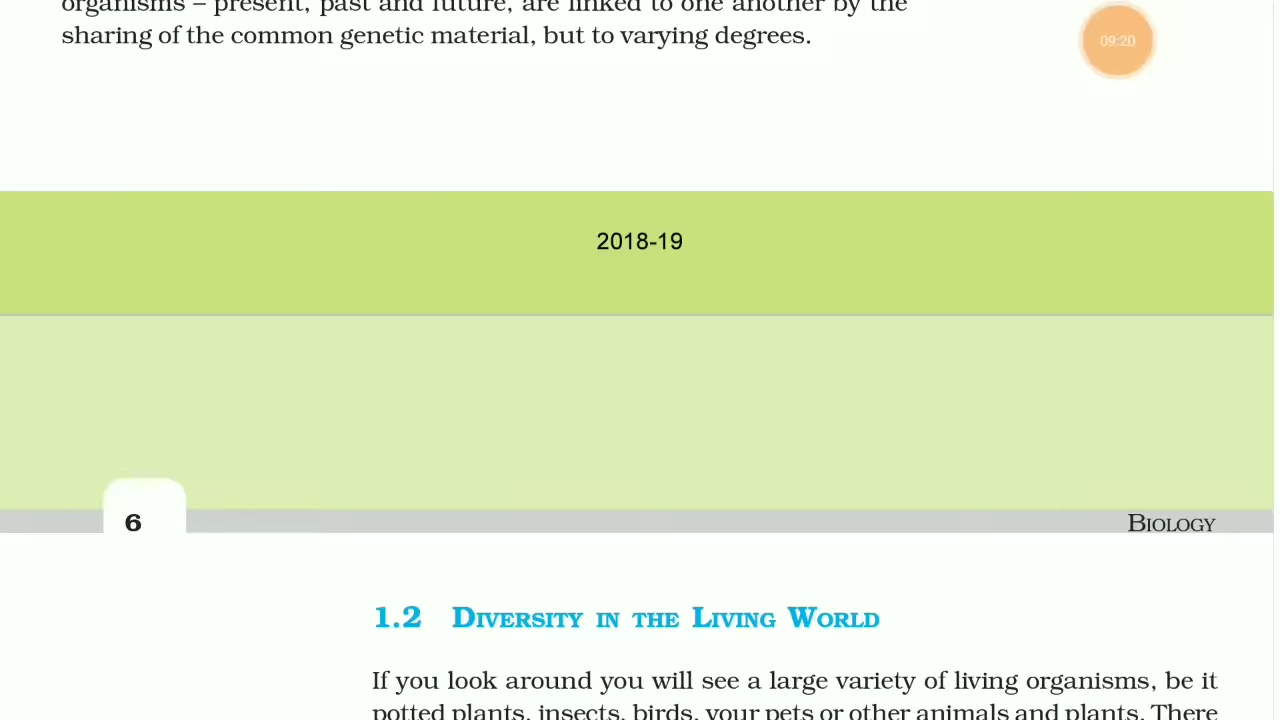 organisms – present, past and future, are linked to one another by the
sharing of the common genetic material, but to varying degrees.
09:20
2018-19
6
BIOLOGY
1.2 DIVERSITY IN THE LIVING WORLD
If you look around you will see a large variety of living organisms, be it
potted plants, insects, birds, your pets or other animals and plants. There